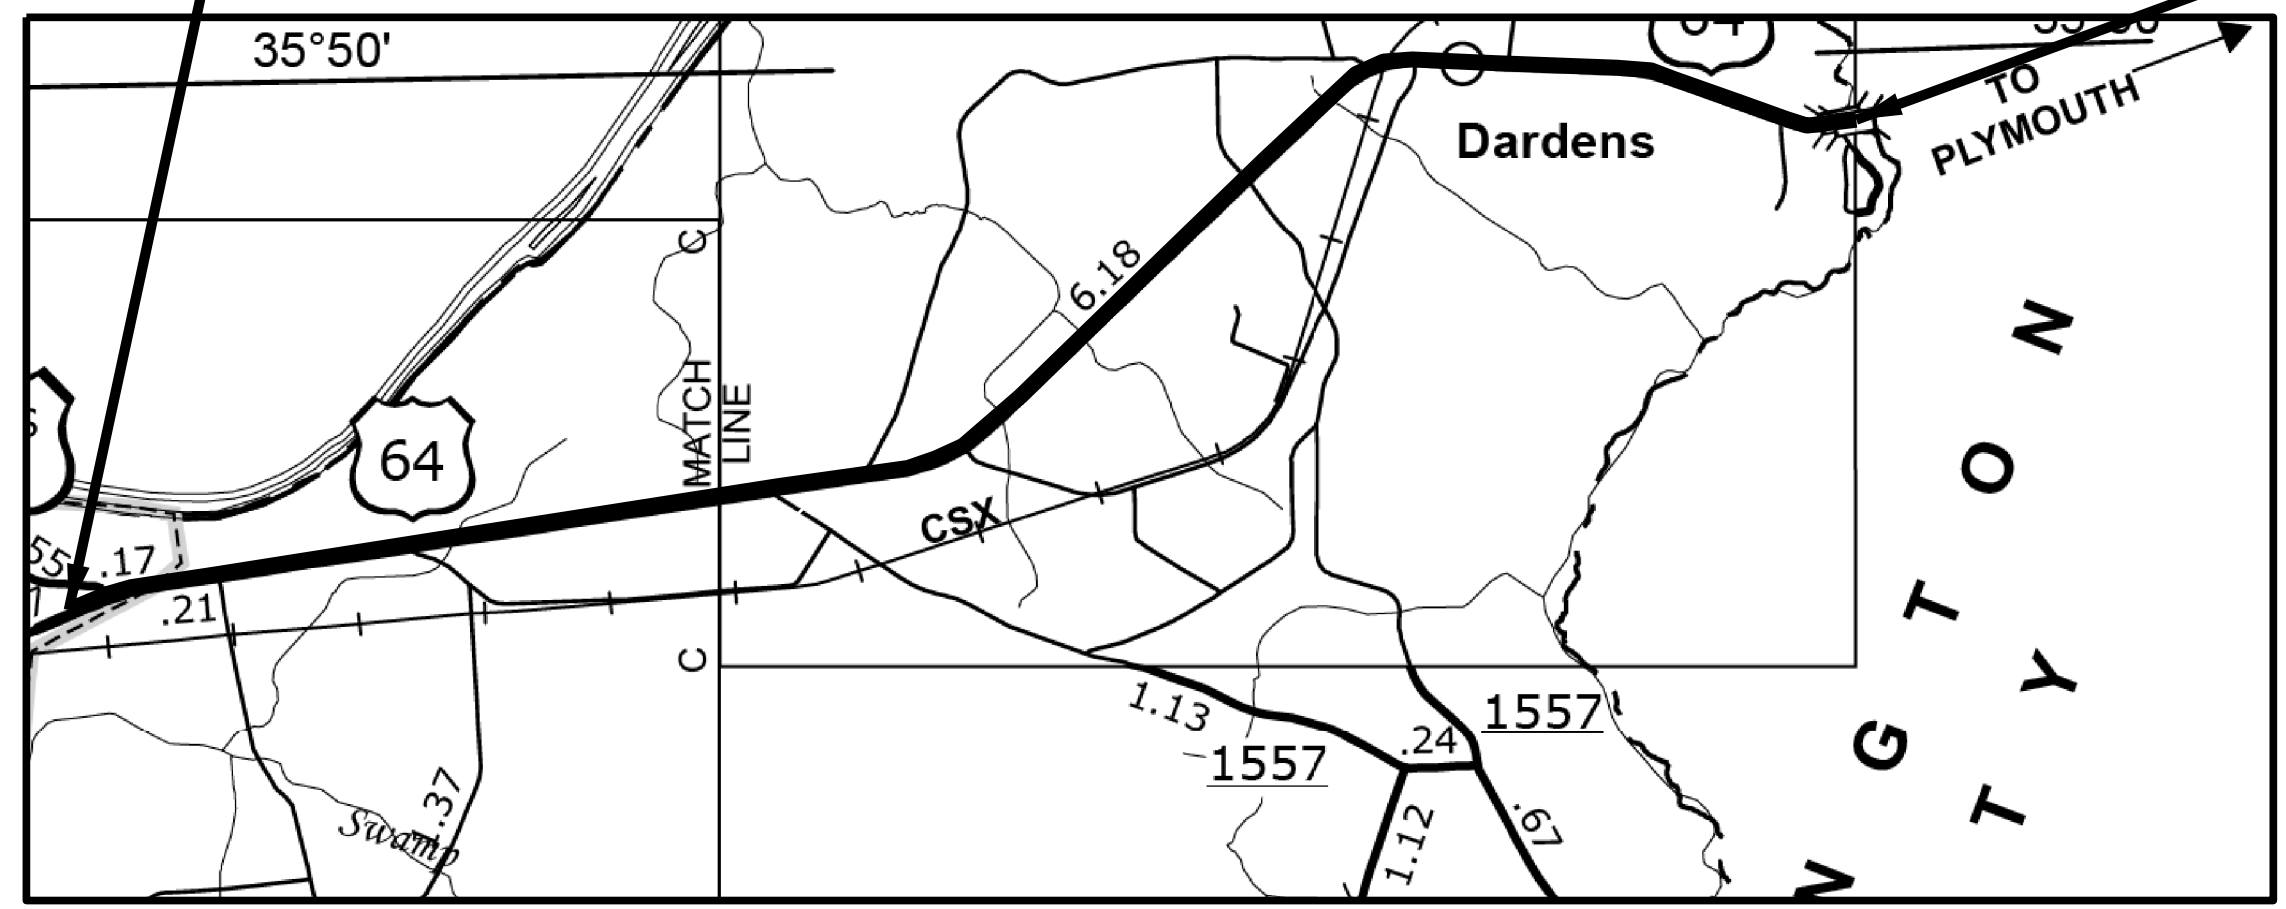 35°50'
TO
PLYMOUTH
Dardens
C
6.18
MATCH
LINE
64
CSX
55
.17
.21
C
1.13
1557
1557
.24
1.12
.67
.37
Swamp
N
O
T
G
N
Y
T